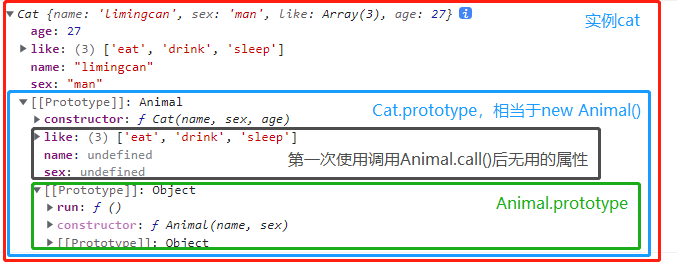 Cat {name: 'limingcan', sex: 'man', like: Array(3), age: 27} i
实例cat
age: 27
like: (3) ['eat', 'drink', 'sleep']
name: "limingcan"
sex: "man"
[[Prototype]]: Animal
Cat.prototype，相当于new Animal()
constructor: ƒ Cat(name, sex, age)
like: (3) ['eat', 'drink', 'sleep']
name: undefined
第一次使用调用Animal.call()后无用的属性
sex: undefined
[[Prototype]]: Object
Animal.prototype
run: ƒ ()
constructor: ƒ Animal(name, sex)
[[Prototype]]: Object